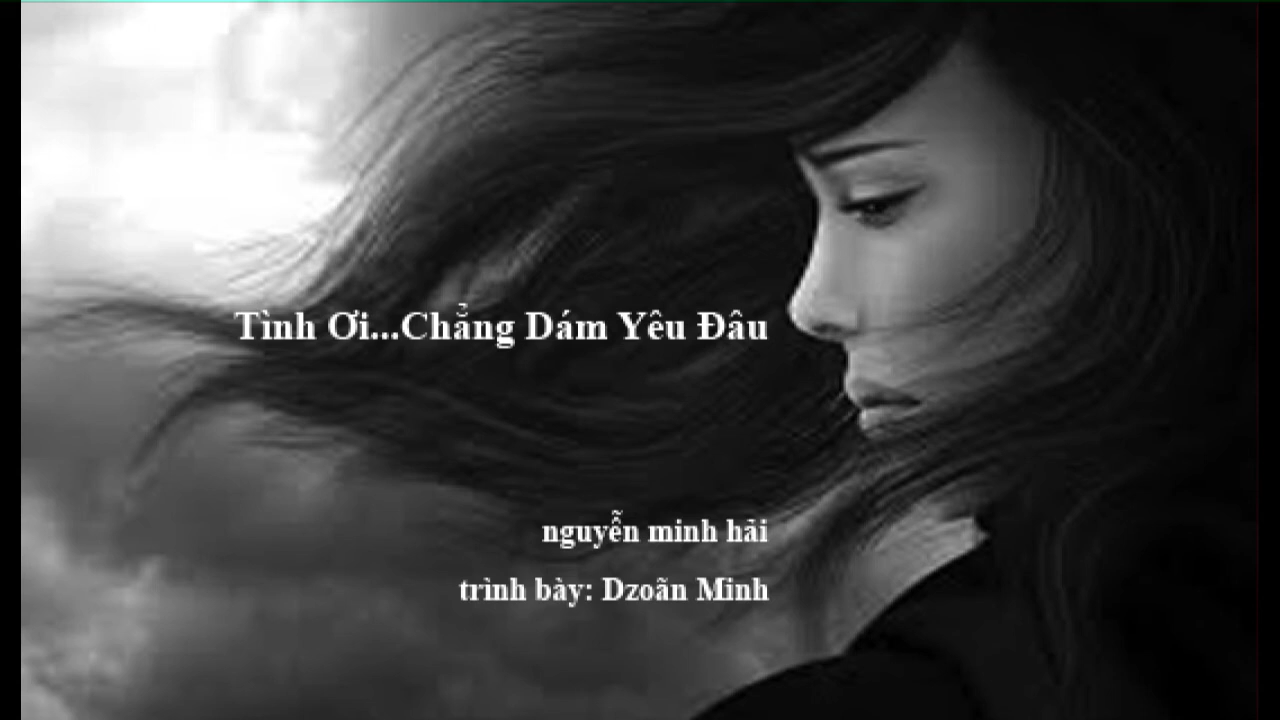 Tình Ơi...Chẳng Dám Yêu Đâu
nguyễn minh hải
trình bày: Dzoãn Minh